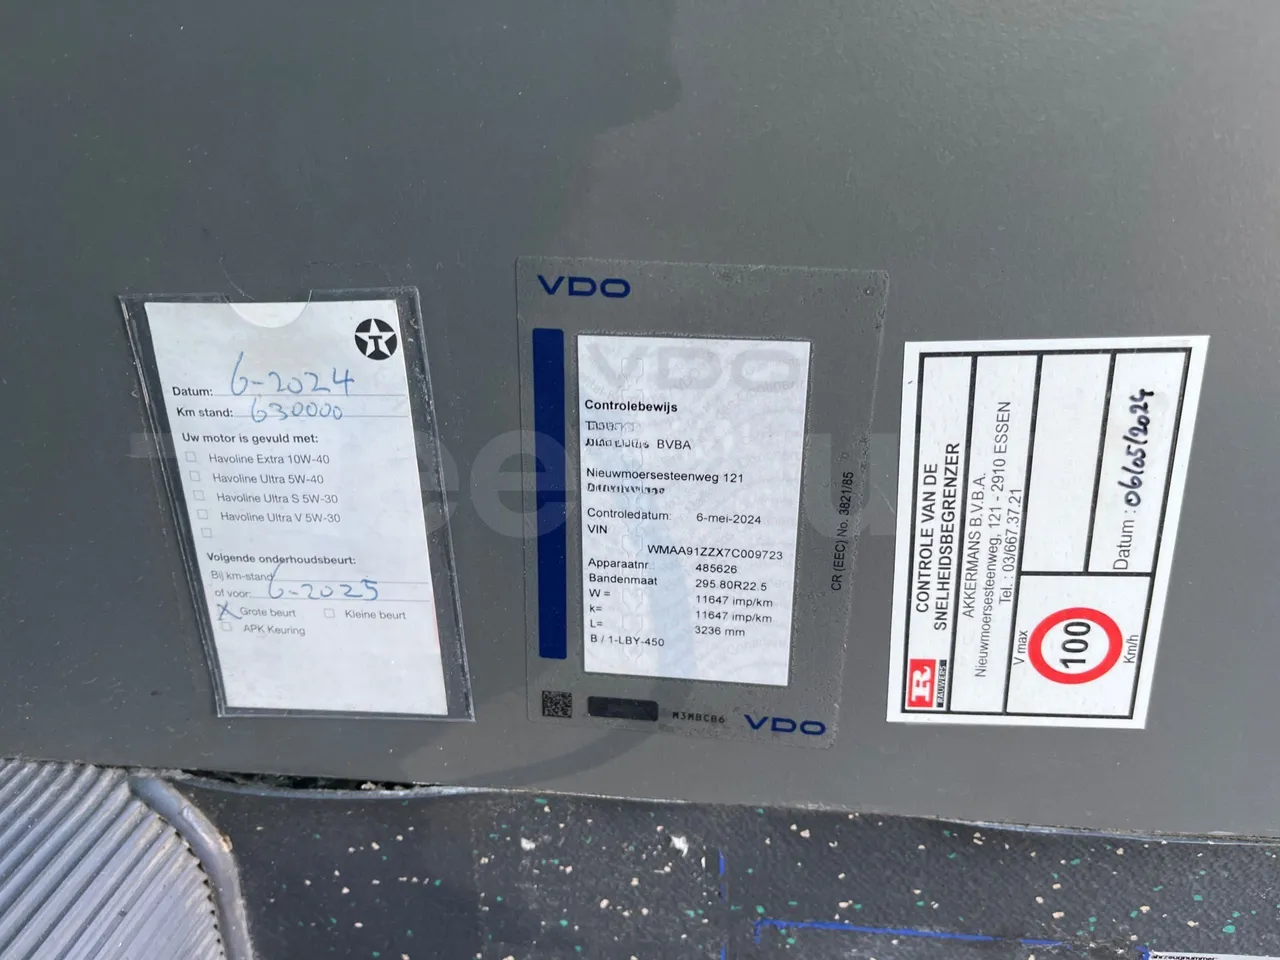 Datum: 6-2024
Km stand: 630000
Uw motor is gevuld met:
Havoline Extra 10W-40
Havoline Ultra 5W-40
Havoline Ultra S 5W-30
Havoline Ultra V 5W-30
Volgende onderhoudsbeurt:
Bij km-stand
of voor: 6-2025
X Grote beurt
Kleine beurt
APK Keuring
VDO
Controlebewijs
BVBA
Nieuwmoersesteenweg 121
Controledatum: 6-mei-2024
VIN
WMAA91ZZX7C009723
Apparaatnr.: 485626
Bandenmaat 295.80R22.5
W = 11647 imp/km
k= 11647 imp/km
L= 3236 mm
B / 1-LBY-450
M3MBCB6
VDO
CR (EEC) No. 3821/85
CONTROLE VAN DE
SNELHEIDSBEGRENZER
R
RAUWERS
AKKERMANS B.V.B.A.
Nieuwmoersesteenweg, 121 - 2910 ESSEN
Tel.: 03/667.37.21
V max
100
Km/h
Datum: 06/05/2024